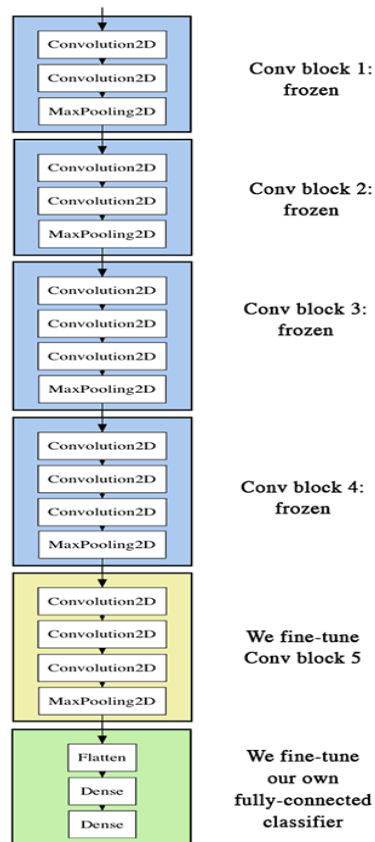 Convolution2D
Convolution2D
MaxPooling2D
Conv block 1:
frozen
Convolution2D
Convolution2D
MaxPooling2D
Conv block 2:
frozen
Convolution2D
Convolution2D
Convolution2D
MaxPooling2D
Conv block 3:
frozen
Convolution2D
Convolution2D
Convolution2D
MaxPooling2D
Conv block 4:
frozen
Convolution2D
Convolution2D
Convolution2D
MaxPooling2D
We fine-tune
Conv block 5
Flatten
Dense
Dense
We fine-tune
our own
fully-connected
classifier